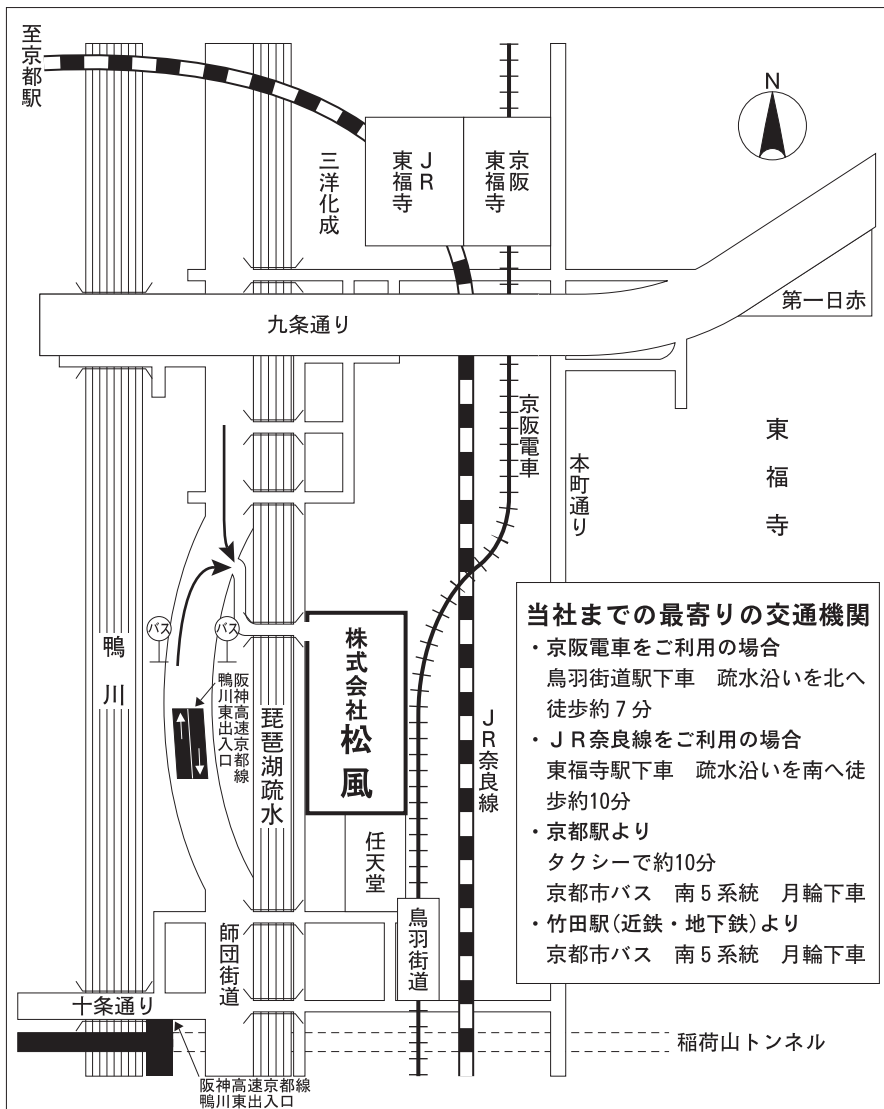 至京都駅
N
三洋化成
JR
東福寺
京阪
東福寺
第一日赤
九条通り
京阪電車
本町通り
東福寺
バス
バス
鴨川
阪神高速京都線
鴨川東出入口
琵琶湖疏水
株式会社
松風
JR奈良線
任天堂
鳥羽街道
師団街道
十条通り
阪神高速京都線
鴨川東出入口
稲荷山トンネル
当社までの最寄りの交通機関
・京阪電車をご利用の場合
鳥羽街道駅下車　疏水沿いを北へ
徒歩約７分
・ＪＲ奈良線をご利用の場合
東福寺駅下車　疏水沿いを南へ徒
歩約10分
・京都駅より
タクシーで約10分
京都市バス　南５系統　月輪下車
・竹田駅(近鉄・地下鉄)より
京都市バス　南５系統　月輪下車